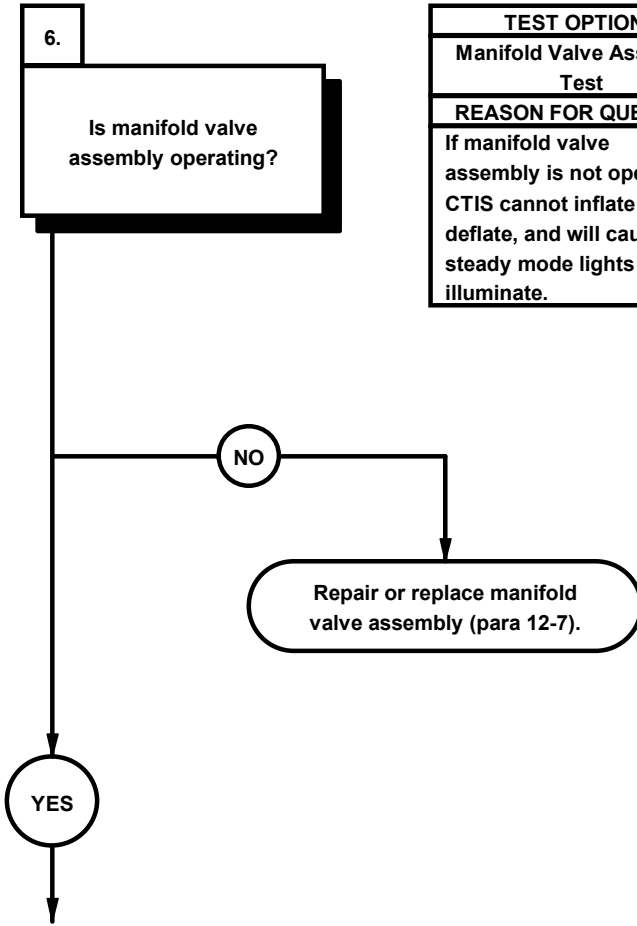 6.
Is manifold valve
assembly operating?
TEST OPTION
Manifold Valve Ass
Test
REASON FOR QUE
If manifold valve
assembly is not ope
CTIS cannot inflate
deflate, and will cau
steady mode lights
illuminate.
NO
Repair or replace manifold
valve assembly (para 12-7).
YES